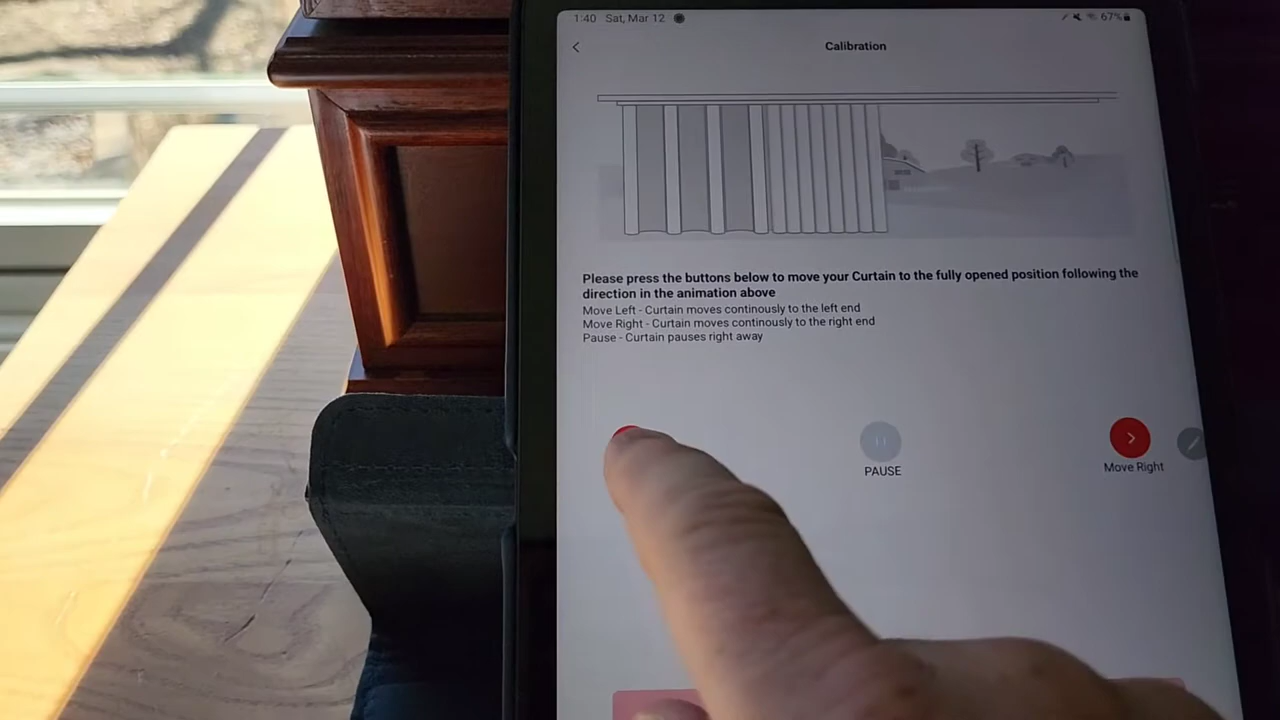 1:40 Sat, Mar 12 67%
Calibration
Please press the buttons below to move your Curtain to the fully opened position following the
direction in the animation above
Move Left - Curtain moves continously to the left end
Move Right - Curtain moves continously to the right end
Pause - Curtain pauses right away
PAUSE
Move Right